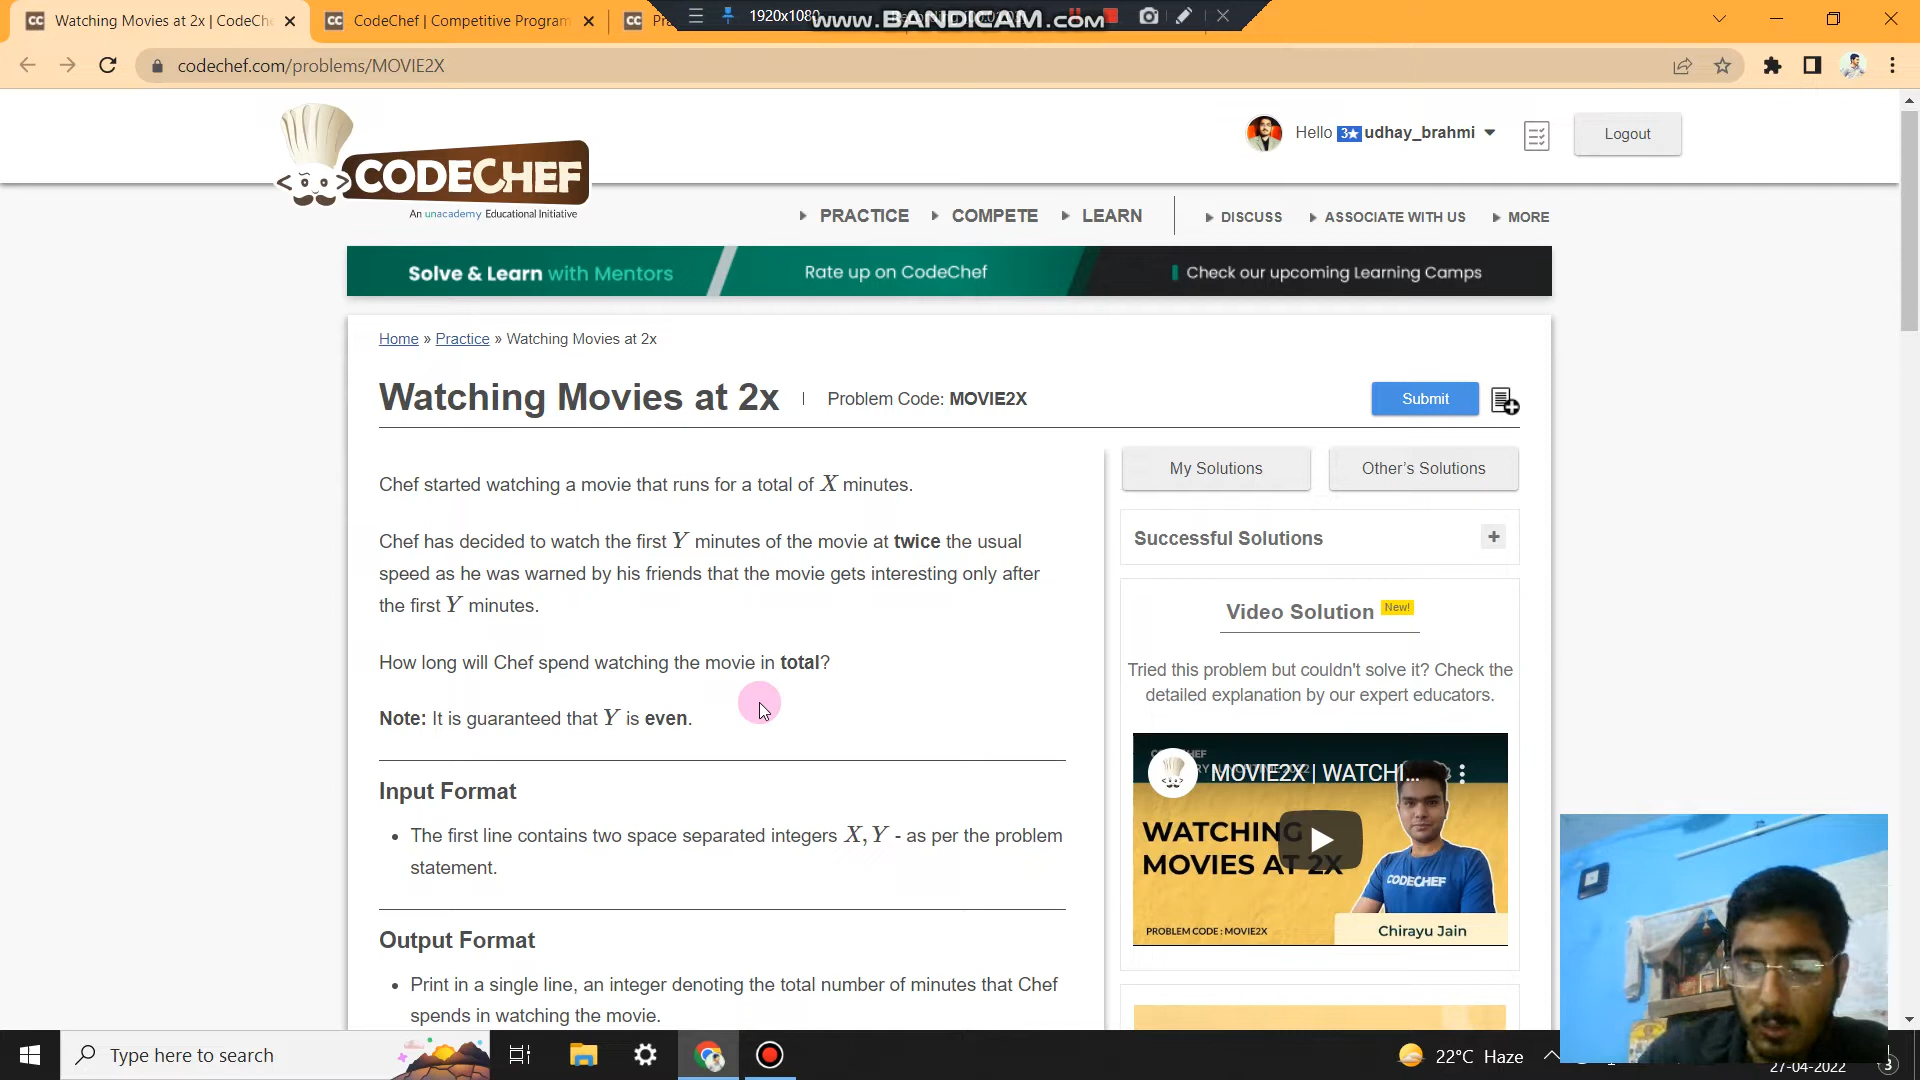 Watching Movies at 2x | CodeChe
CodeChef | Competitive Program
1920x1080
www.BANDICAM.com
codechef.com/problems/MOVIE2X
CODECHEF
An unacademy Educational Initiative
Hello 3★ udhay_brahmi
Logout
PRACTICE COMPETE LEARN DISCUSS ASSOCIATE WITH US MORE
Solve & Learn with Mentors Rate up on CodeChef Check our upcoming Learning Camps
Home » Practice » Watching Movies at 2x
Watching Movies at 2x | Problem Code: MOVIE2X
Submit
Chef started watching a movie that runs for a total of X minutes.
Chef has decided to watch the first Y minutes of the movie at twice the usual
speed as he was warned by his friends that the movie gets interesting only after
the first Y minutes.
How long will Chef spend watching the movie in total?
Note: It is guaranteed that Y is even.
Input Format
• The first line contains two space separated integers X, Y - as per the problem
statement.
Output Format
• Print in a single line, an integer denoting the total number of minutes that Chef
spends in watching the movie.
My Solutions
Other's Solutions
Successful Solutions
Video Solution New!
Tried this problem but couldn't solve it? Check the
detailed explanation by our expert educators.
MOVIE2X | WATCHI...
WATCHING
MOVIES AT 2X
CODECHEF
PROBLEM CODE : MOVIE2X
Chirayu Jain
Type here to search
22°C Haze
27-04-2022
3